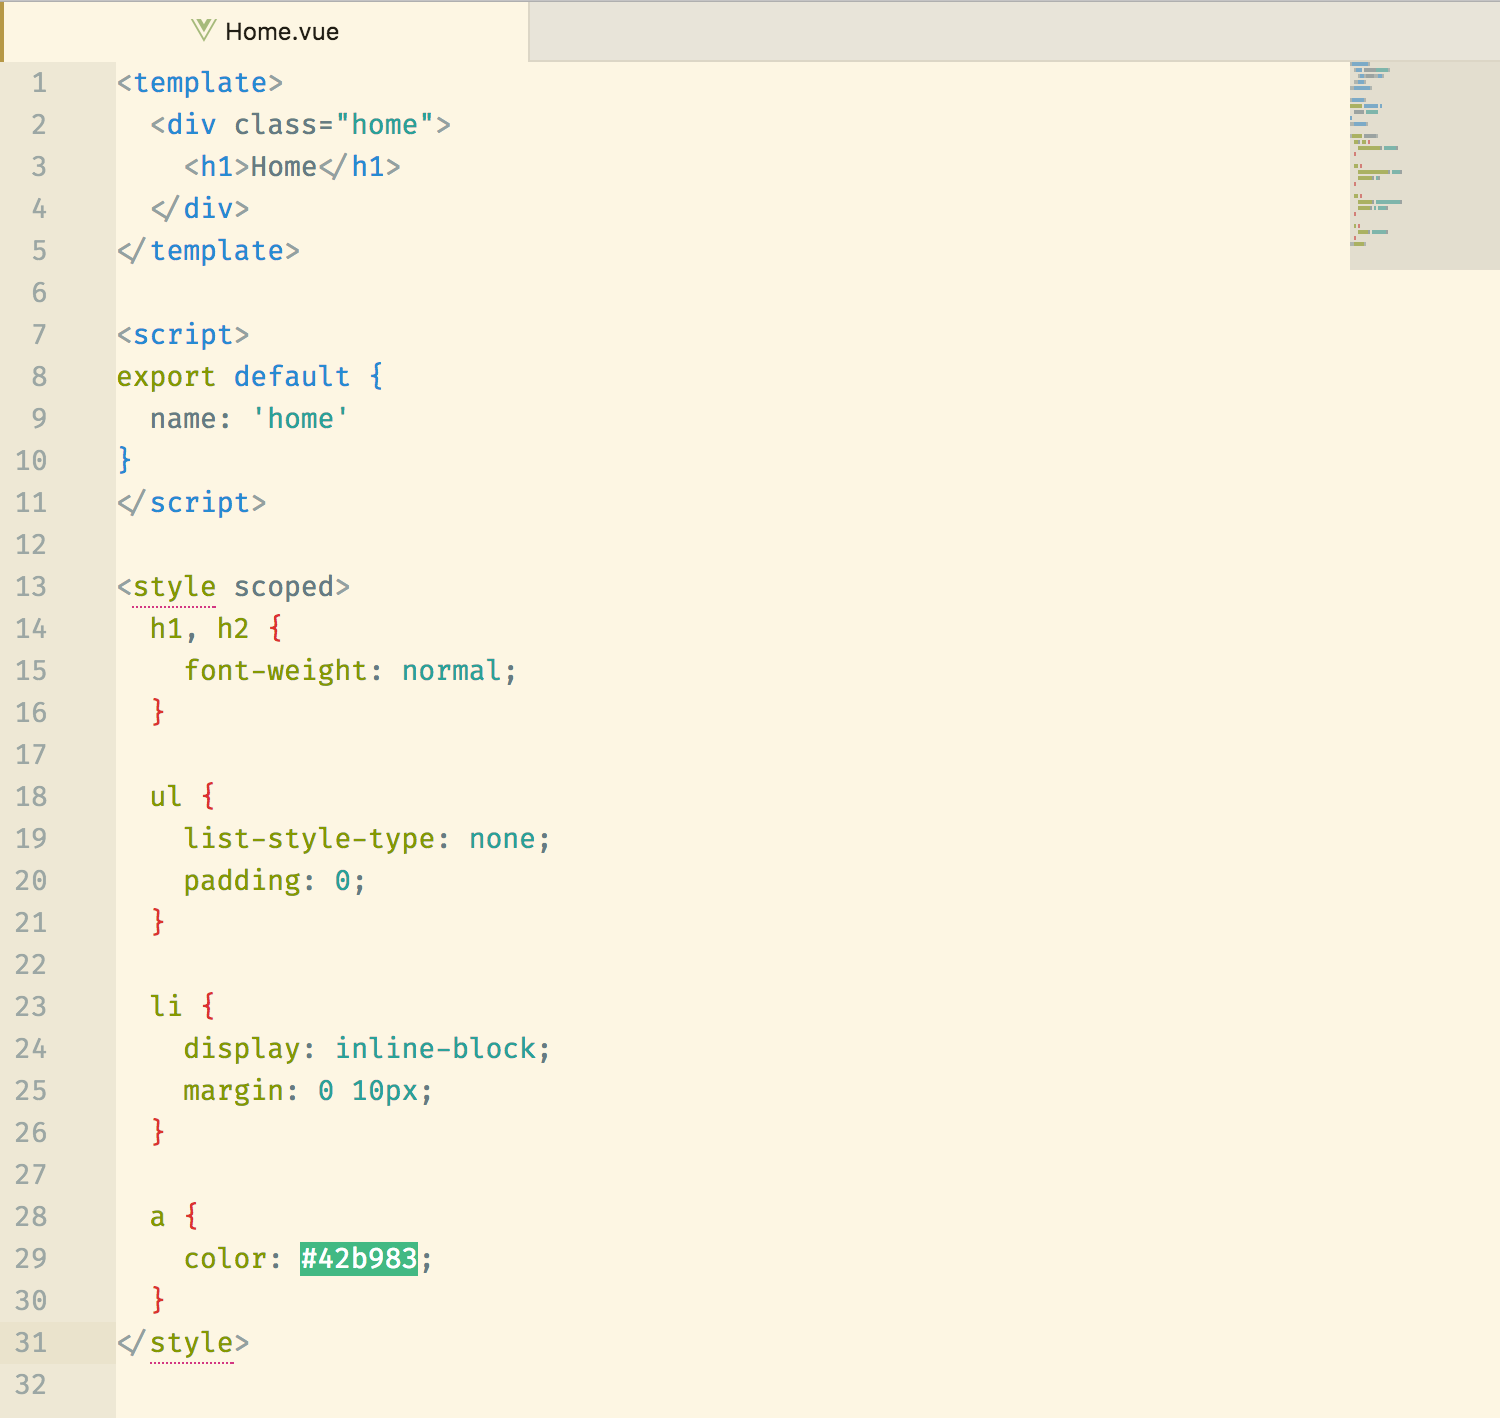 Home.vue
1 <template>
2   <div class="home">
3     <h1>Home</h1>
4   </div>
5 </template>
6
7 <script>
8 export default {
9   name: 'home'
10 }
11 </script>
12
13 <style scoped>
14   h1, h2 {
15     font-weight: normal;
16   }
17
18   ul {
19     list-style-type: none;
20     padding: 0;
21   }
22
23   li {
24     display: inline-block;
25     margin: 0 10px;
26   }
27
28   a {
29     color: #42b983;
30   }
31 </style>
32